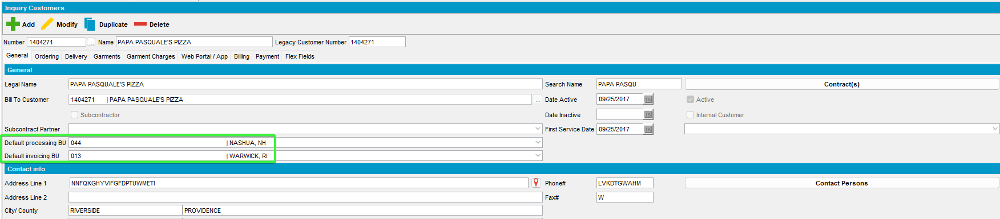 Inquiry Customers
Add Modify Duplicate Delete
Number 1404271 ... Name PAPA PASQUALE'S PIZZA Legacy Customer Number 1404271
General Ordering Delivery Garments Garment Charges Web Portal / App Billing Payment Flex Fields
General
Legal Name PAPA PASQUALE'S PIZZA Search Name PAPA PASQU Contract(s)
Bill To Customer 1404271 | PAPA PASQUALE'S PIZZA ... Date Active 09/25/2017 16 Active
Subcontractor Date Inactive 16 Internal Customer
Subcontract Partner First Service Date 09/25/2017 16
Default processing BU 044 | NASHUA, NH
Default invoicing BU 013 | WARWICK, RI
Contact info
Address Line 1 NNFQKGHYVIFGFDPTUWMETI Phone# LVKDTGWAHM Contact Persons
Address Line 2 Fax# W
City/ County RIVERSIDE PROVIDENCE